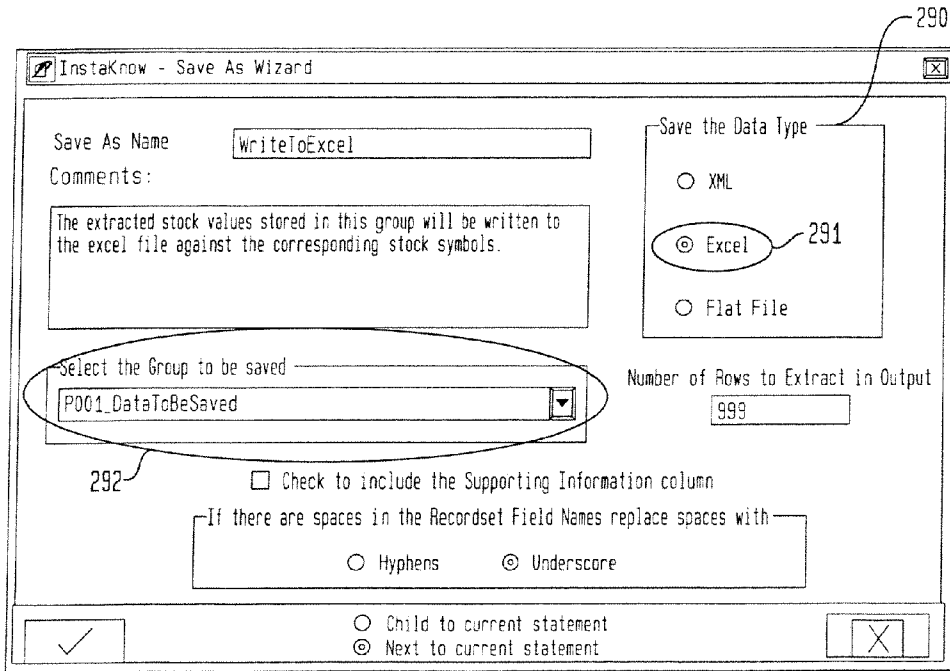 290
InstaKnow - Save As Wizard
Save As Name
WriteToExcel
Comments:
The extracted stock values stored in this group will be written to
the excel file against the corresponding stock symbols.
Save the Data Type
XML
Excel
291
Flat File
Select the Group to be saved
P001_DataToBeSaved
Number of Rows to Extract in Output
999
292
Check to include the Supporting Information column
If there are spaces in the Recordset Field Names replace spaces with
Hyphens
Underscore
Child to current statement
Next to current statement